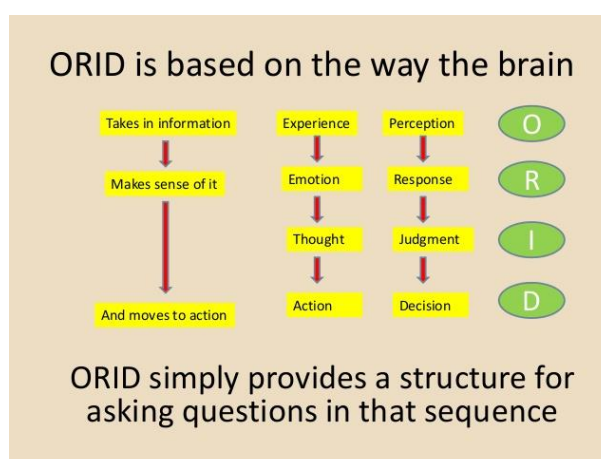 ORID is based on the way the brain
Takes in information Experience Perception O
Makes sense of it Emotion Response R
Thought Judgment I
And moves to action Action Decision D
ORID simply provides a structure for
asking questions in that sequence